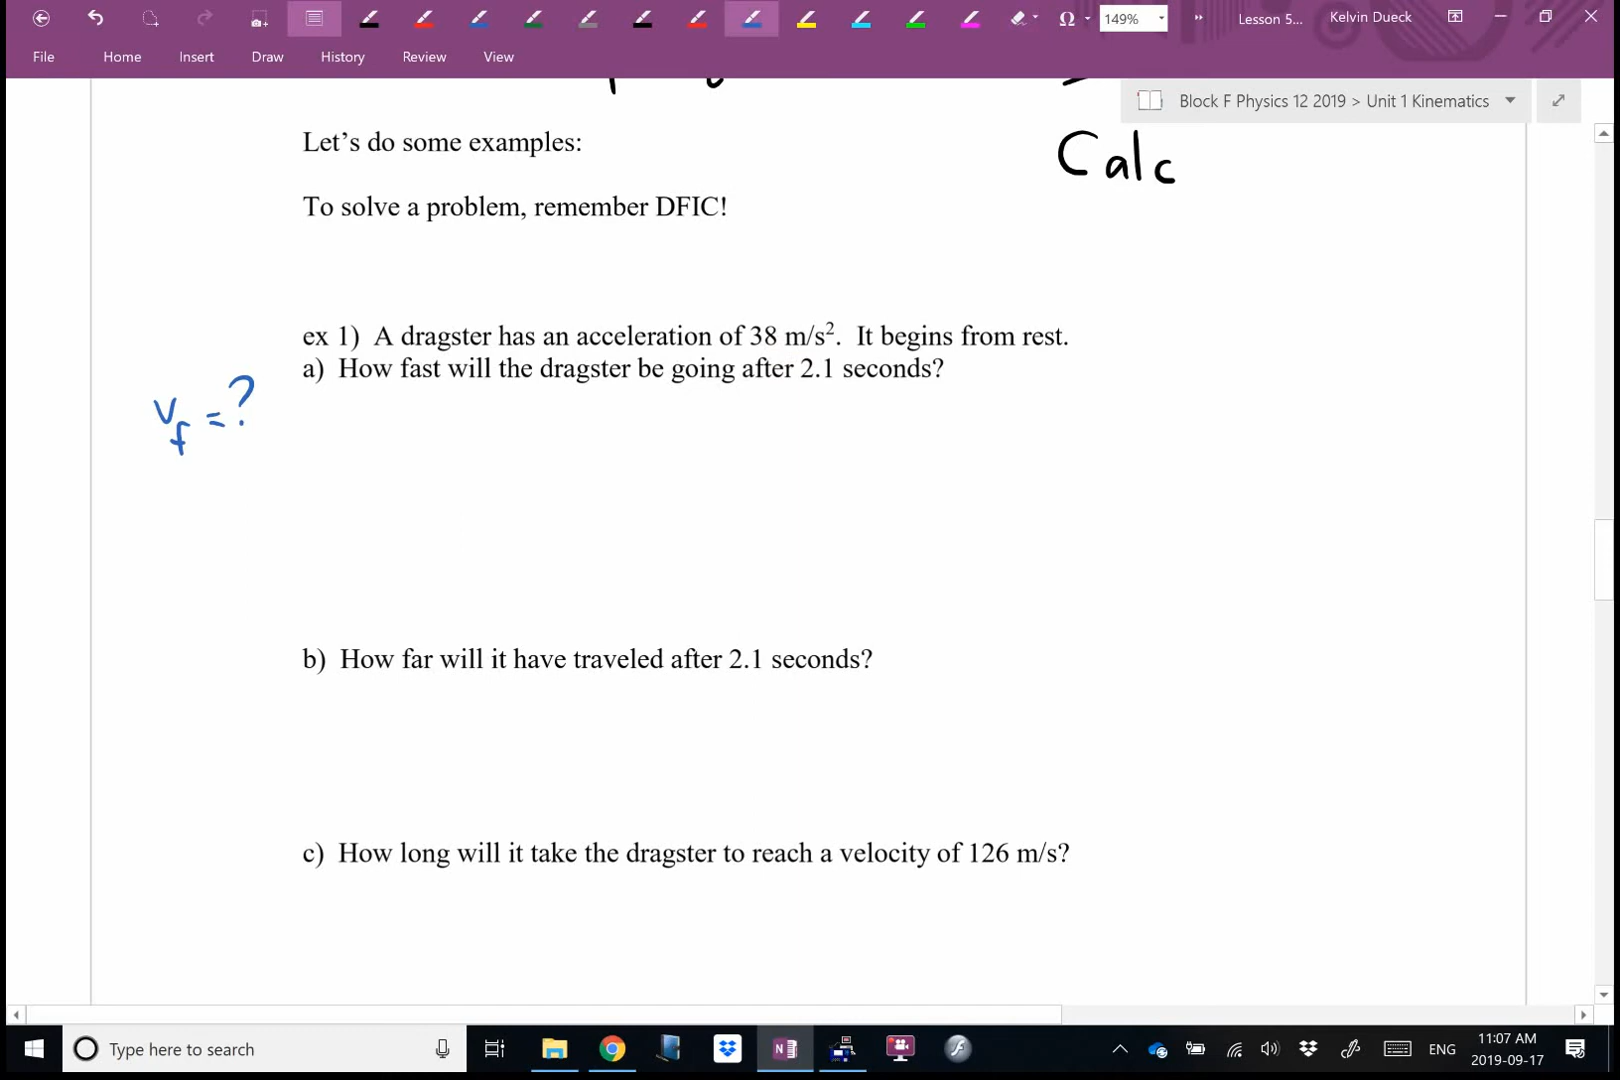 149%
Lesson 5...
Kelvin Dueck
File
Home
Insert
Draw
History
Review
View
Block F Physics 12 2019 > Unit 1 Kinematics
Let’s do some examples:
Calc
To solve a problem, remember DFIC!
ex 1)  A dragster has an acceleration of 38 m/s². It begins from rest.
a)  How fast will the dragster be going after 2.1 seconds?
v_f = ?
b)  How far will it have traveled after 2.1 seconds?
c)  How long will it take the dragster to reach a velocity of 126 m/s?
Type here to search
ENG
11:07 AM
2019-09-17